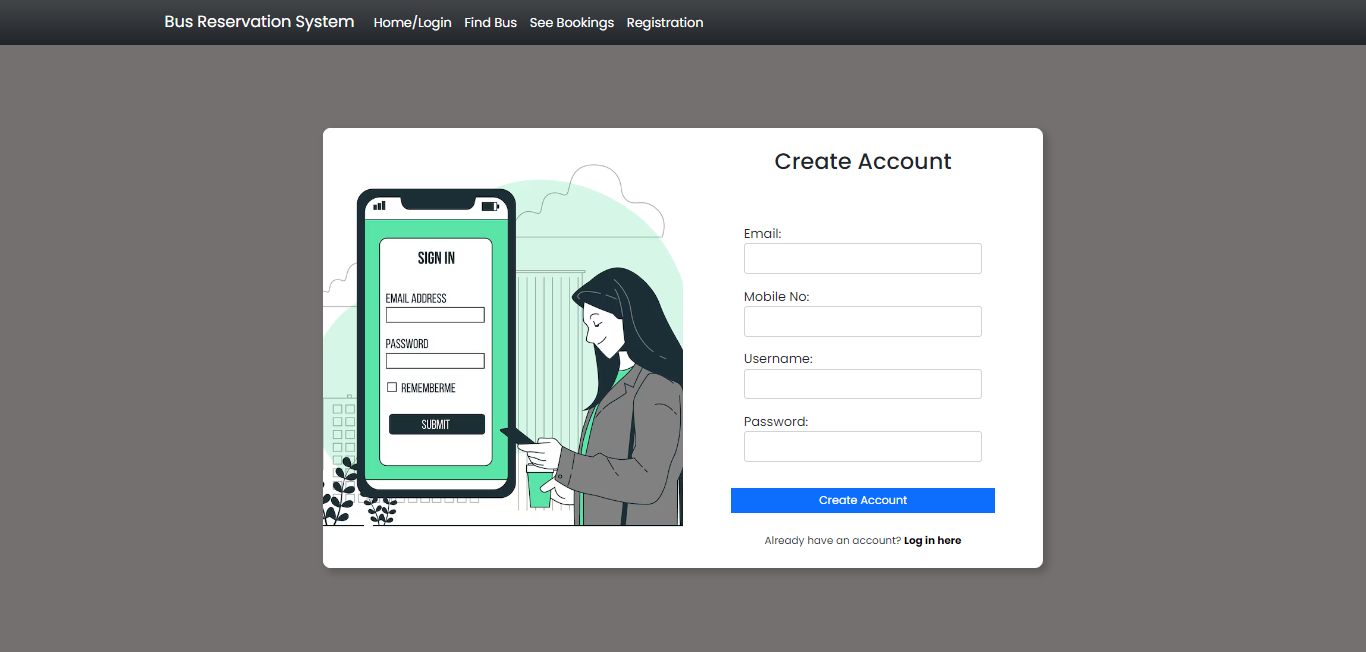 Bus Reservation System Home/Login Find Bus See Bookings Registration
SIGN IN
EMAIL ADDRESS
PASSWORD
REMEMBERME
SUBMIT
Create Account
Email:
Mobile No:
Username:
Password:
Create Account
Already have an account? Log in here